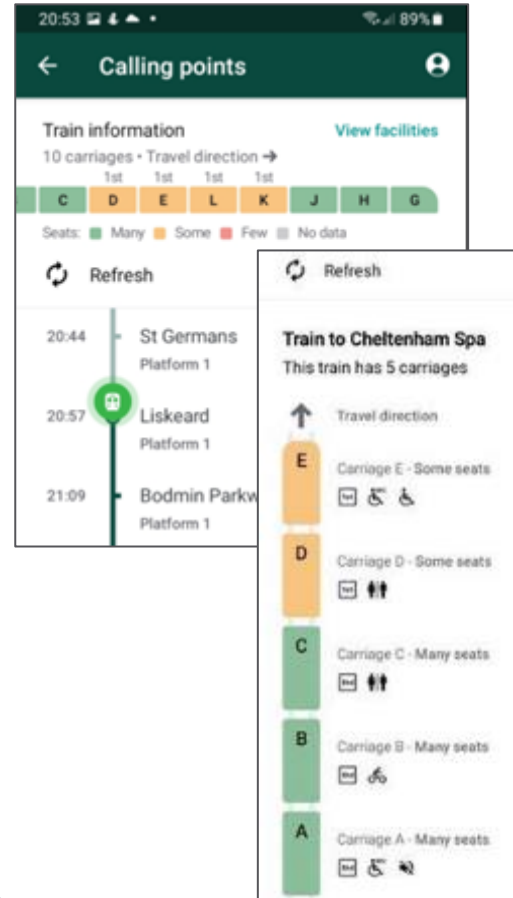 20:53 89%
Calling points
Train information View facilities
10 carriages • Travel direction →
1st 1st 1st 1st
C D E L K J H G
Seats: Many Some Few No data
Refresh
20:44 St Germans
Platform 1
20:57 Liskeard
Platform 1
21:09 Bodmin Parkw
Platform 1
Refresh
Train to Cheltenham Spa
This train has 5 carriages
Travel direction
E
Carriage E - Some seats
D
Carriage D - Some seats
C
Carriage C - Many seats
B
Carriage B - Many seats
A
Carriage A - Many seats